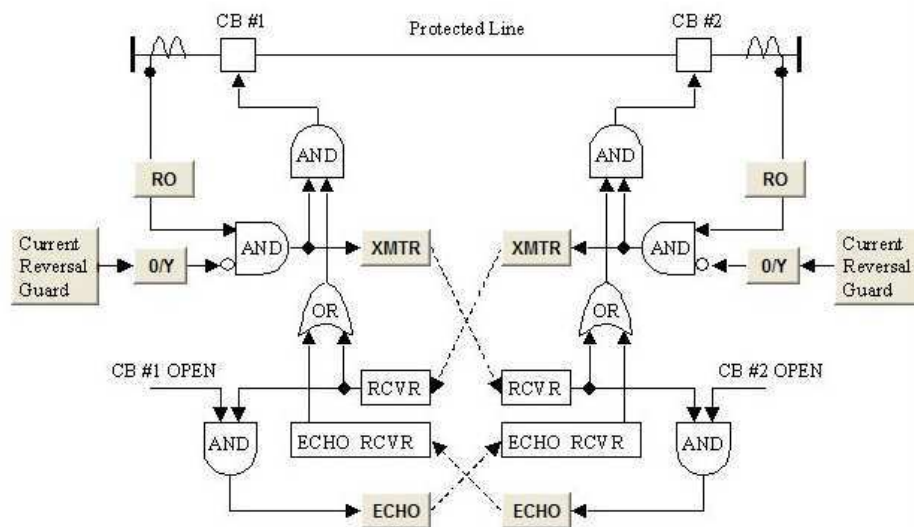 CB #1
Protected Line
CB #2
AND
AND
RO
RO
Current
Reversal
Guard
0/Y
AND
XMTR
XMTR
AND
0/Y
Current
Reversal
Guard
OR
OR
CB #1 OPEN
RCVR
RCVR
CB #2 OPEN
AND
ECHO RCVR
ECHO RCVR
AND
ECHO
ECHO